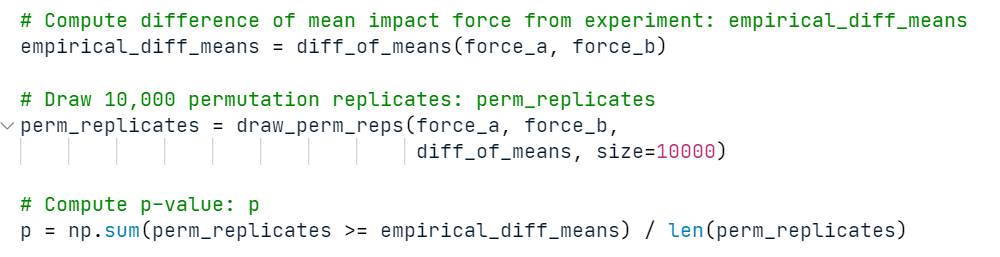 # Compute difference of mean impact force from experiment: empirical_diff_means
empirical_diff_means = diff_of_means(force_a, force_b)
# Draw 10,000 permutation replicates: perm_replicates
perm_replicates = draw_perm_reps(force_a, force_b,
diff_of_means, size=10000)
# Compute p-value: p
p = np.sum(perm_replicates >= empirical_diff_means) / len(perm_replicates)